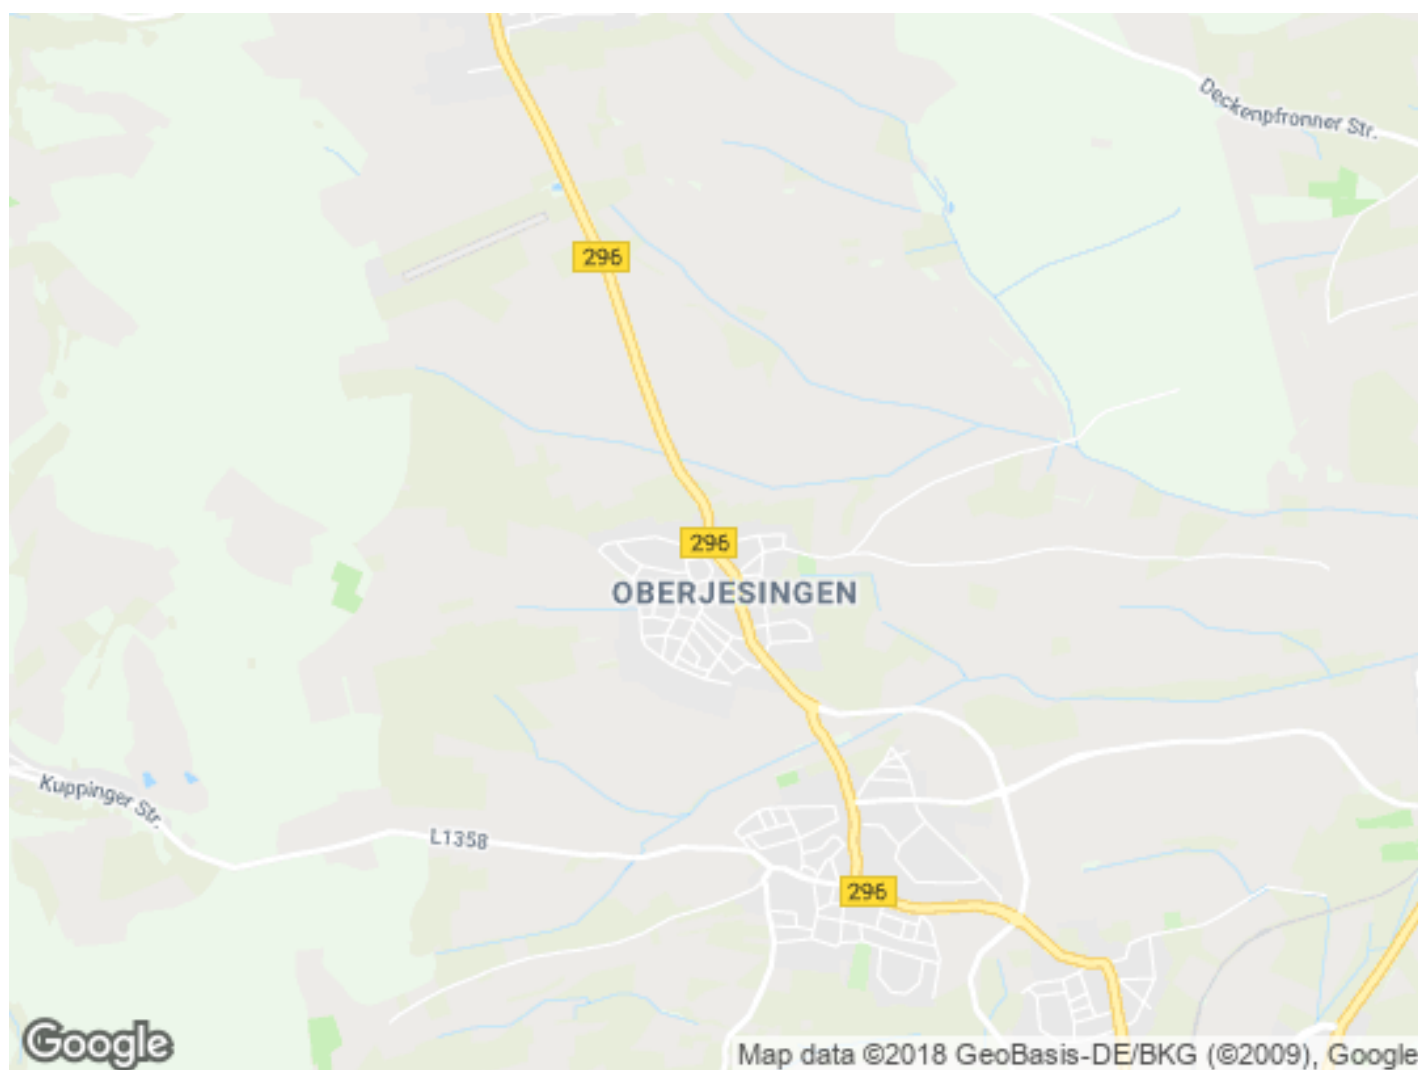 Deckenpfronner Str.
296
296
OBERJESINGEN
Kuppinger Str.
L1358
296
Google
Map data ©2018 GeoBasis-DE/BKG (©2009), Google